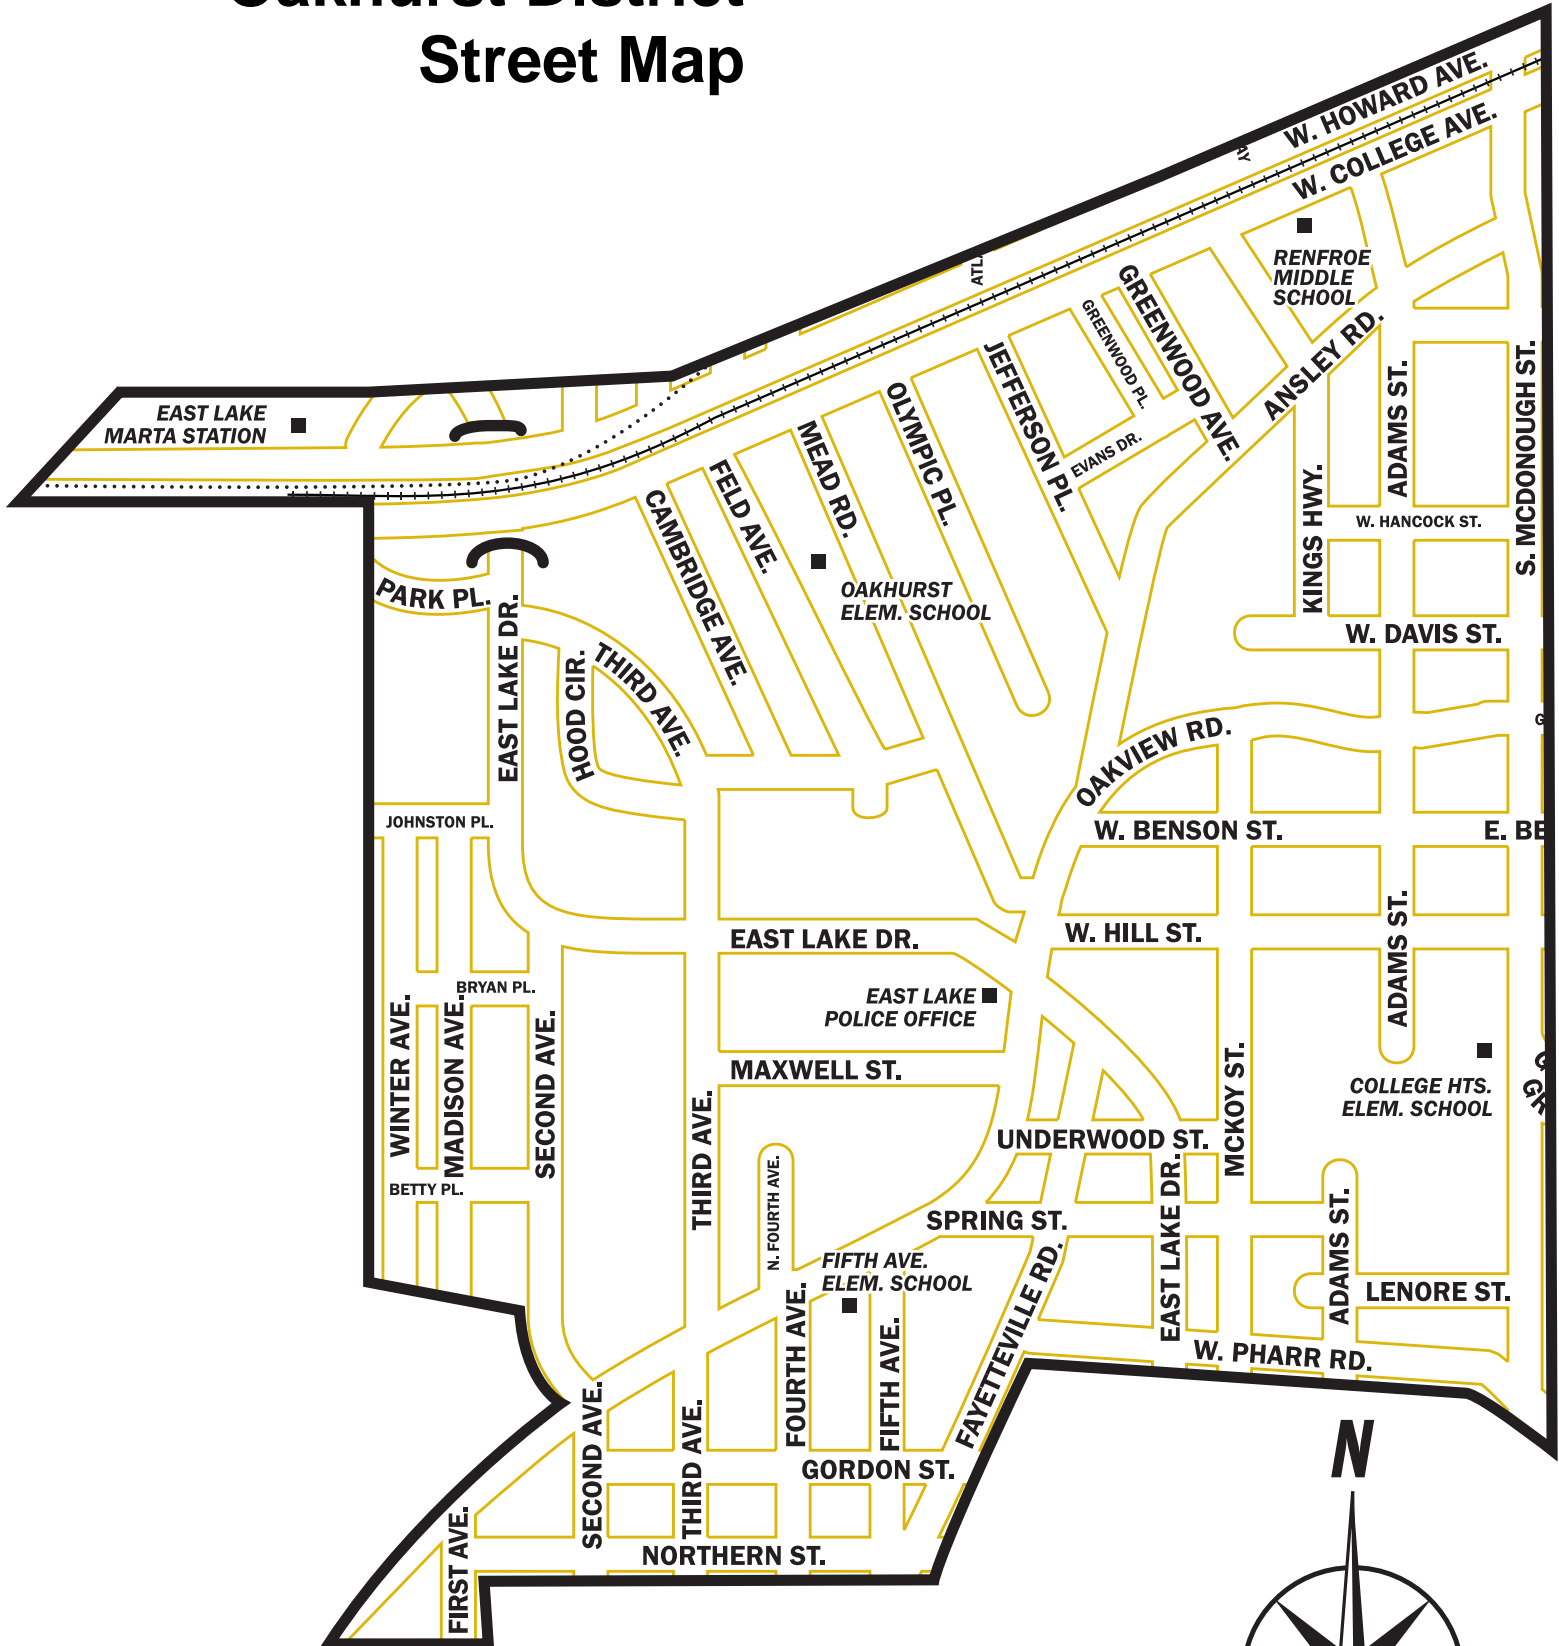 Oakhurst District
Street Map
W. HOWARD AVE.
W. COLLEGE AVE.
RENFROE
MIDDLE
SCHOOL
GREENWOOD AVE.
GREENWOOD PL.
ANSLEY RD.
JEFFERSON PL.
EVANS DR.
OLYMPIC PL.
MEAD RD.
FELD AVE.
CAMBRIDGE AVE.
ADAMS ST.
S. MCDONOUGH ST.
KINGS HWY.
W. HANCOCK ST.
EAST LAKE
MARTA STATION
OAKHURST
ELEM. SCHOOL
PARK PL.
EAST LAKE DR.
HOOD CIR.
THIRD AVE.
W. DAVIS ST.
OAKVIEW RD.
JOHNSTON PL.
W. BENSON ST.
E. BE
EAST LAKE DR.
W. HILL ST.
ADAMS ST.
EAST LAKE
POLICE OFFICE
BRYAN PL.
WINTER AVE.
MADISON AVE.
SECOND AVE.
MAXWELL ST.
COLLEGE HTS.
ELEM. SCHOOL
MCKOY ST.
UNDERWOOD ST.
THIRD AVE.
N. FOURTH AVE.
BETTY PL.
SPRING ST.
EAST LAKE DR.
ADAMS ST.
FIFTH AVE.
ELEM. SCHOOL
LENORE ST.
FAYETTEVILLE RD.
FOURTH AVE.
FIFTH AVE.
W. PHARR RD.
SECOND AVE.
THIRD AVE.
GORDON ST.
FIRST AVE.
NORTHERN ST.
N